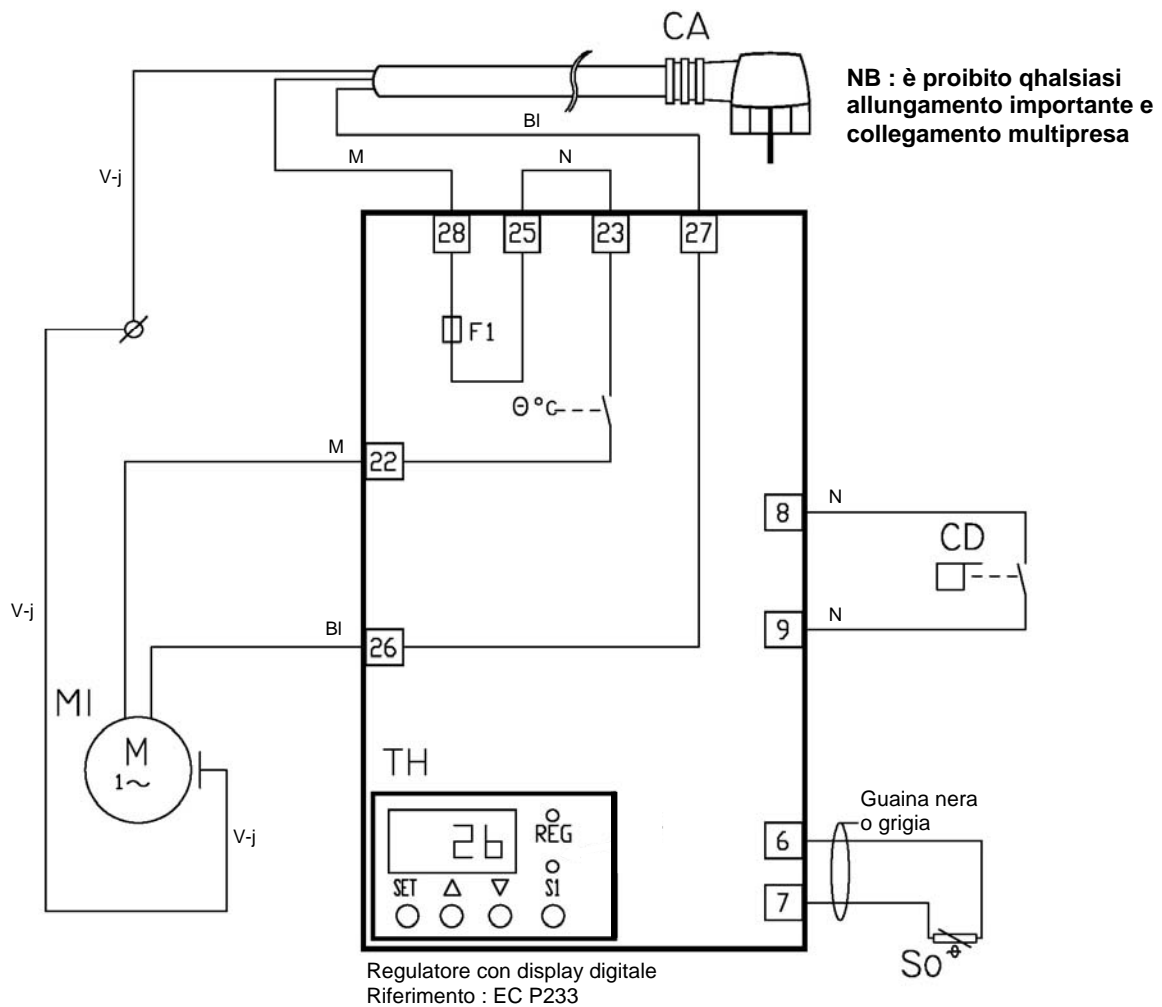 CA
NB : è proibito qhalsiasi
allungamento importante e
collegamento multipresa
Bl
M
N
V-j
28
25
23
27
F1
Θ°C
M
22
8
N
CD
V-j
Bl
26
9
N
MI
M
1~
V-j
TH
26
REG
SET
S1
Guaina nera
o grigia
6
7
So
Regulatore con display digitale
Riferimento : EC P233